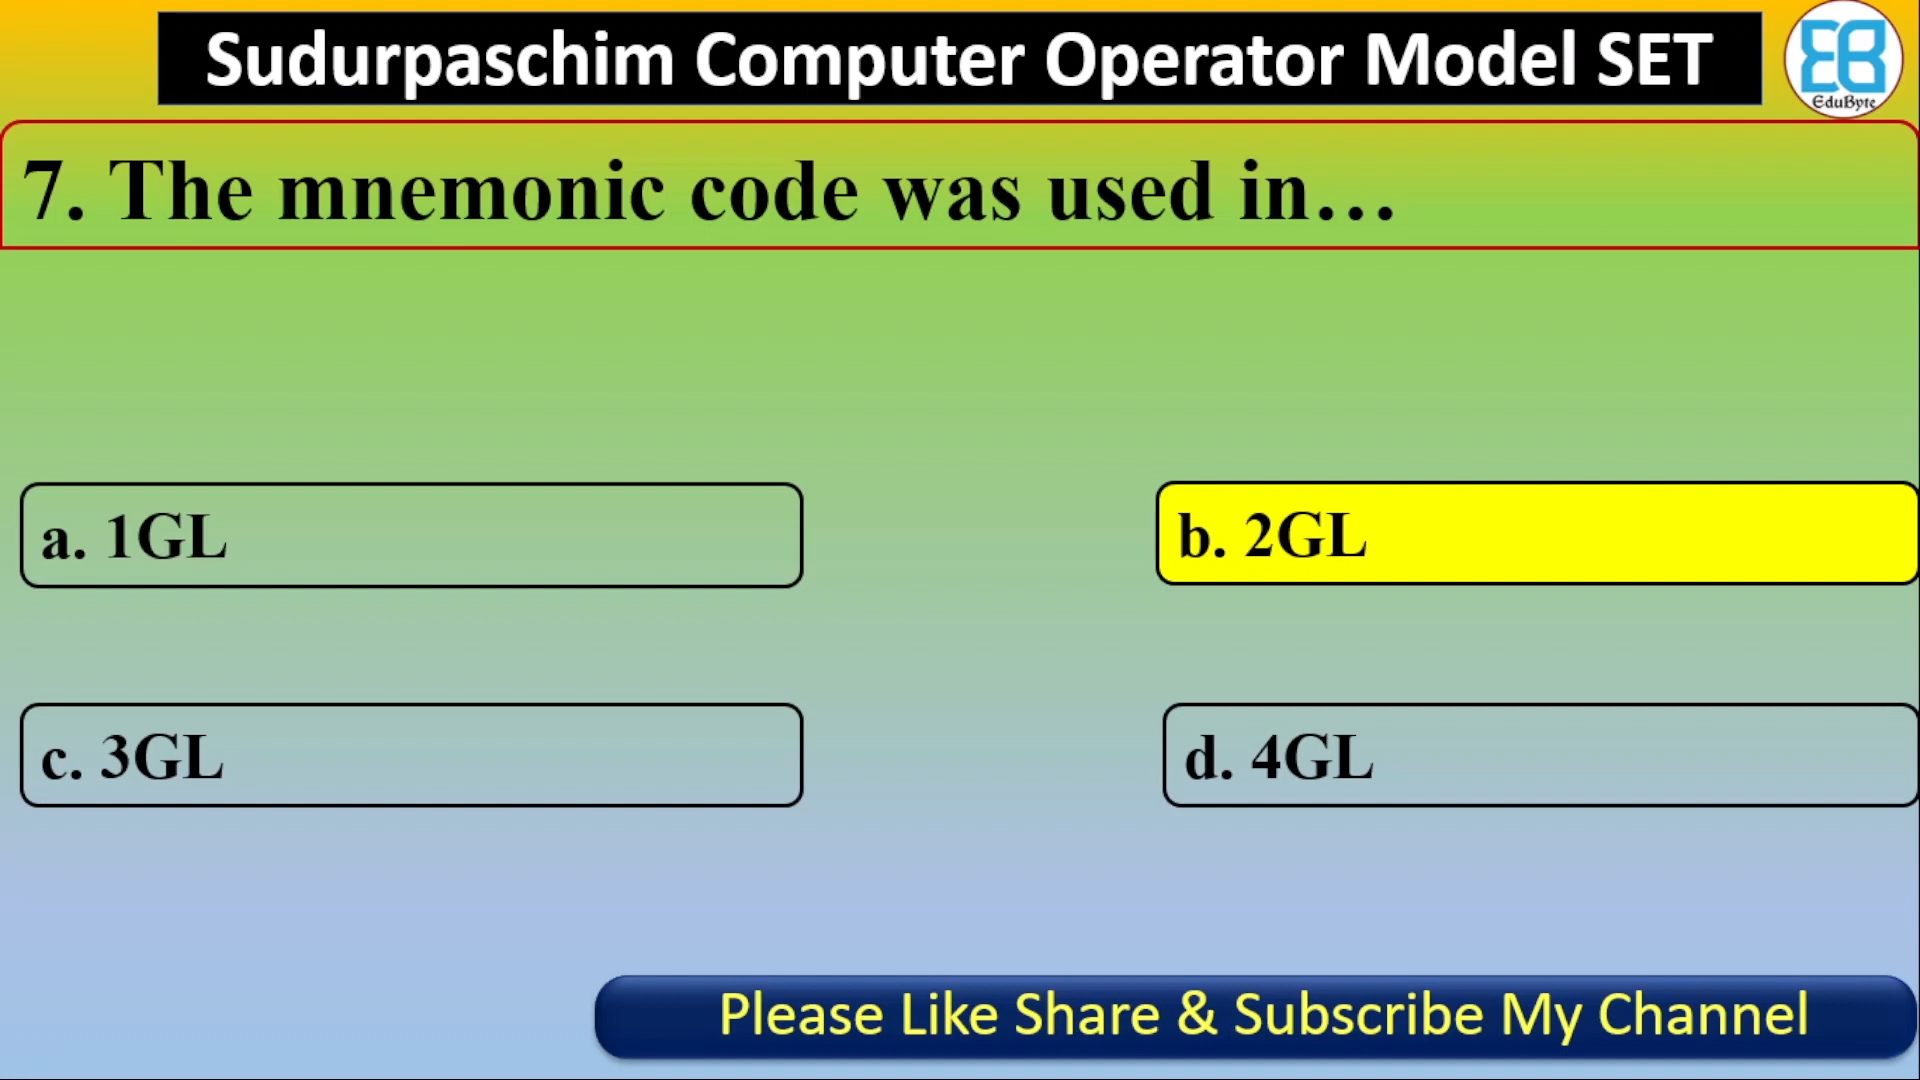 Sudurpaschim Computer Operator Model SET
EduByte
7. The mnemonic code was used in...
a. 1GL
b. 2GL
c. 3GL
d. 4GL
Please Like Share & Subscribe My Channel